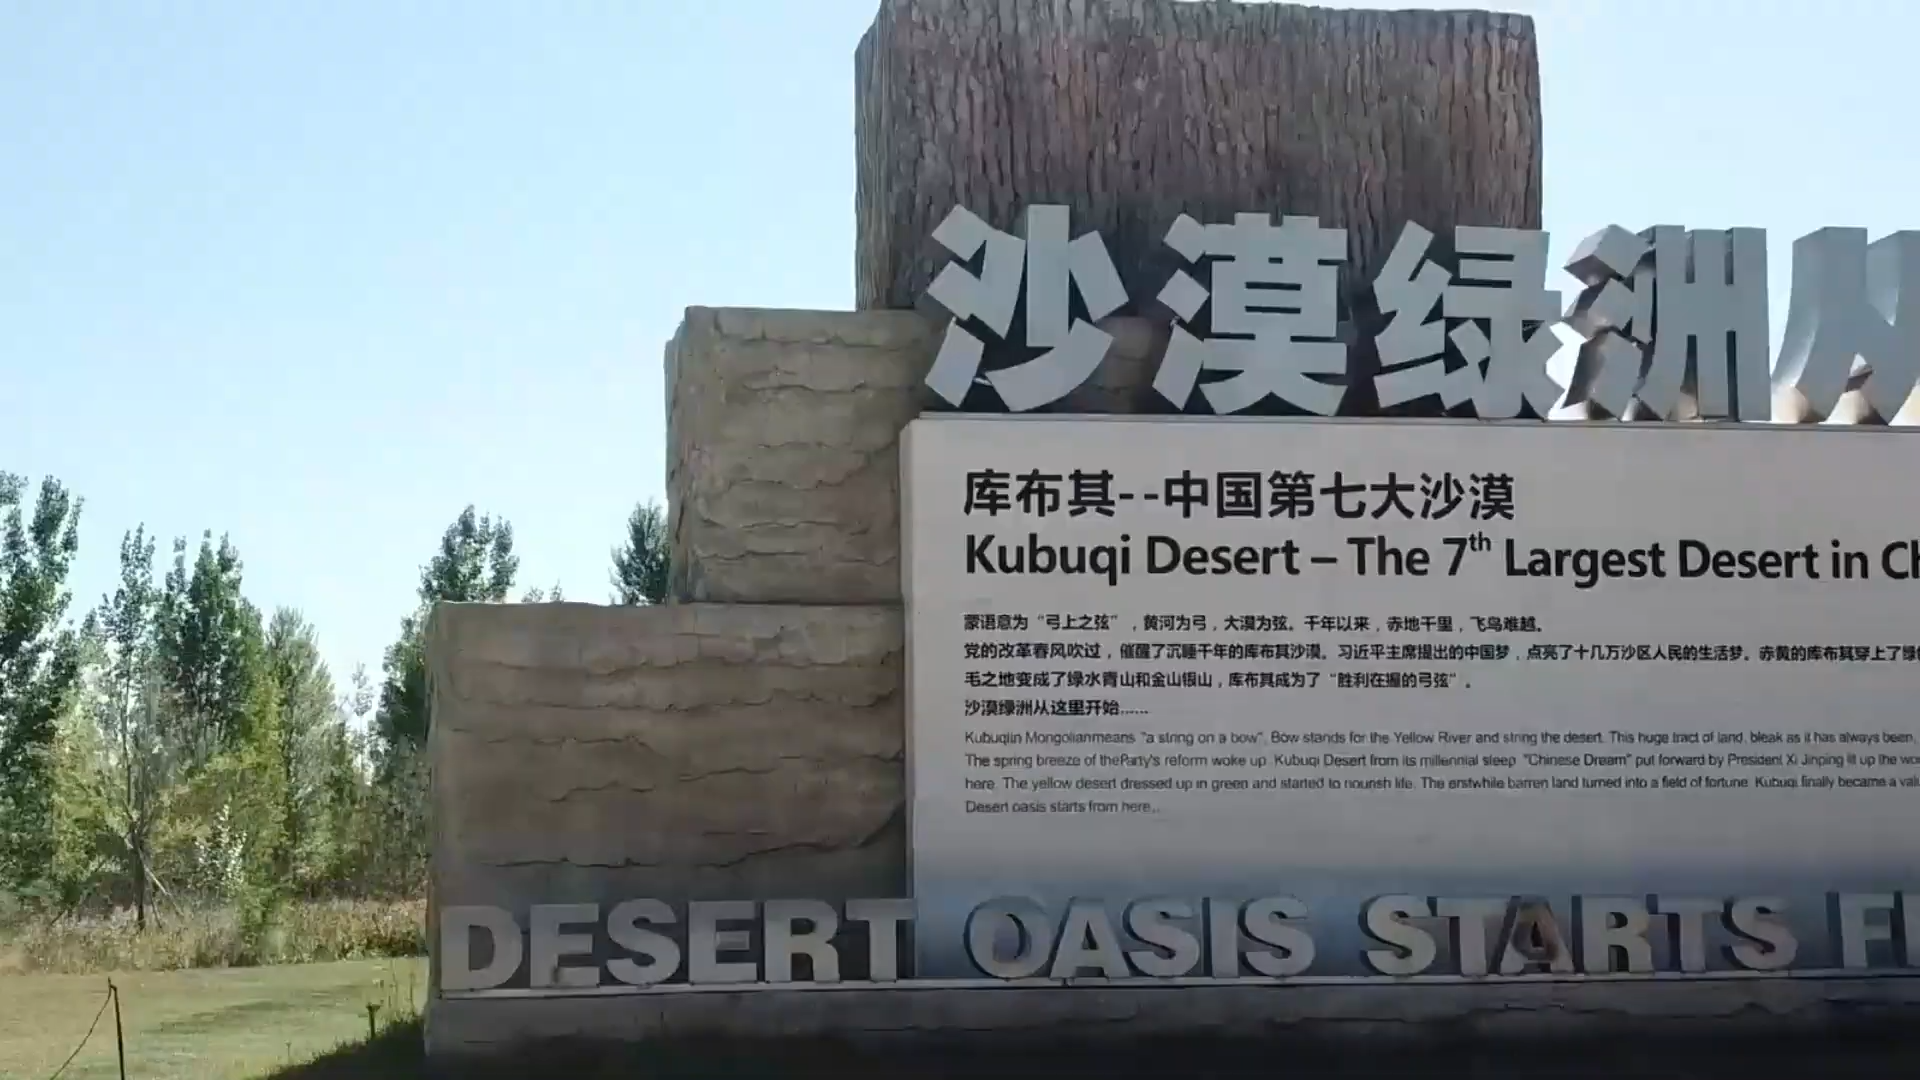 沙漠绿洲从
库布其--中国第七大沙漠
Kubuqi Desert – The 7th Largest Desert in Ch
蒙语意为“弓上之弦”，黄河为弓，大漠为弦。千年以来，赤地千里，飞鸟难越。
党的改革春风吹过，催醒了沉睡千年的库布其沙漠。习近平主席提出的中国梦，点亮了十几万沙区人民的生活梦。赤黄的库布其穿上了绿
毛之地变成了绿水青山和金山银山，库布其成为了“胜利在握的弓弦”。
沙漠绿洲从这里开始……
Kubuqiin Mongolianmeans "a string on a bow". Bow stands for the Yellow River and string the desert. This huge tract of land, bleak as it has always been,
The spring breeze of theParty's reform woke up Kubuqi Desert from its millennial sleep. "Chinese Dream" put forward by President Xi Jinping lit up the wo
here. The yellow desert dressed up in green and started to nourish life. The erstwhile barren land turned into a field of fortune. Kubuqi finally became a val
Desert oasis starts from here...
DESERT OASIS STARTS F